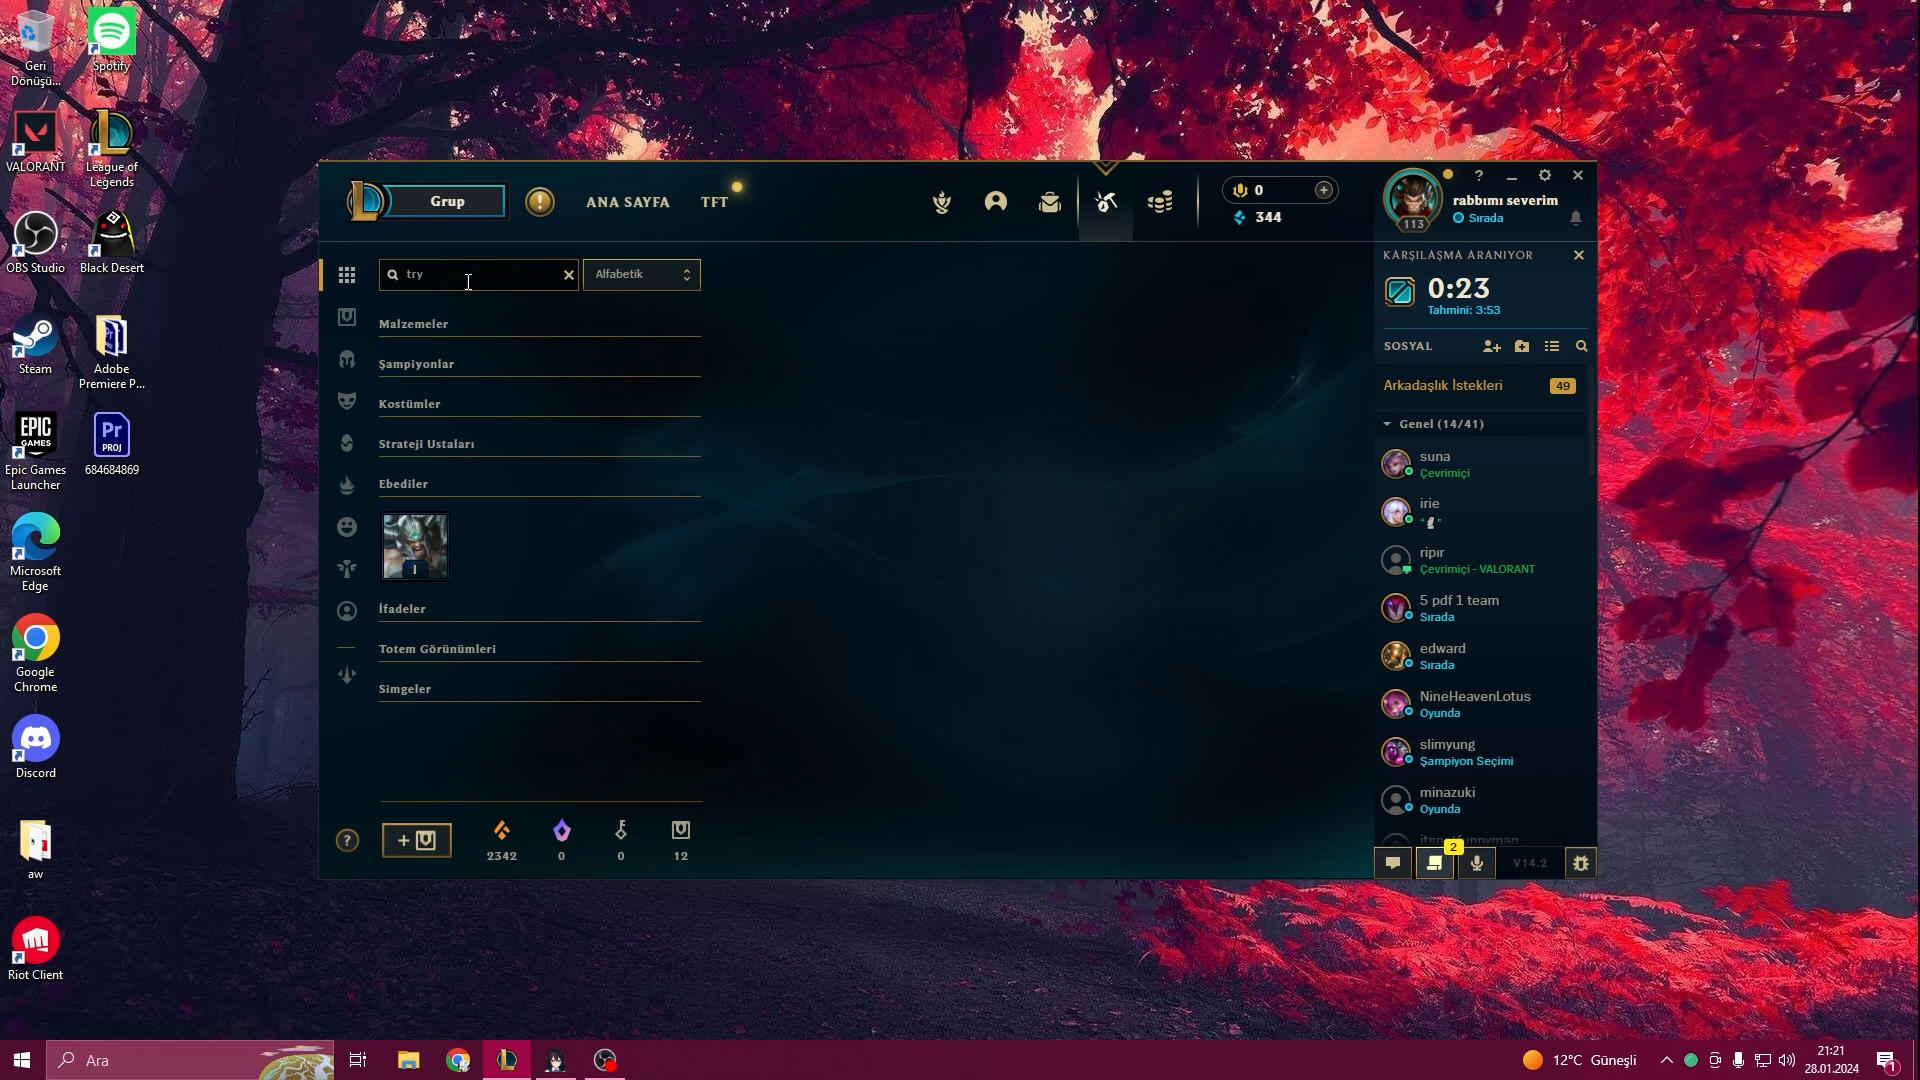 Geri
Dönüşü...
Spotify
VALORANT
League of
Legends
OBS Studio
Black Desert
Steam
Adobe
Premiere P...
EPIC
GAMES
Epic Games
Launcher
Pr
PROJ
684684869
Microsoft
Edge
Google
Chrome
Discord
aw
Riot Client
Grup
ANA SAYFA
TFT
0
344
113
rabbımı severim
Sırada
try
Alfabetik
Malzemeler
Şampiyonlar
Kostümler
Strateji Ustaları
Ebediler
1
İfadeler
Totem Görünümleri
Simgeler
2342
0
0
12
KARŞILAŞMA ARANIYOR
0:23
Tahmini: 3:53
SOSYAL
Arkadaşlık İstekleri
49
Genel (14/41)
suna
Çevrimiçi
irie
ripır
Çevrimiçi - VALORANT
5 pdf 1 team
Sırada
edward
Sırada
NineHeavenLotus
Oyunda
slimyung
Şampiyon Seçimi
minazuki
Oyunda
2
V14.2
Ara
12°C Güneşli
21:21
28.01.2024
1